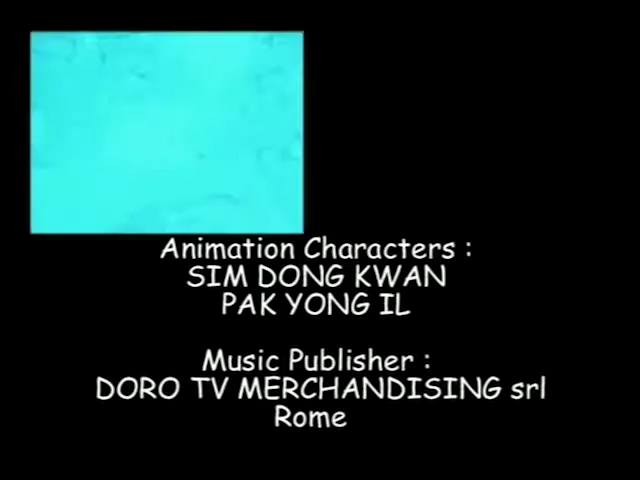 Animation Characters :
SIM DONG KWAN
PAK YONG IL
Music Publisher :
DORO TV MERCHANDISING srl
Rome